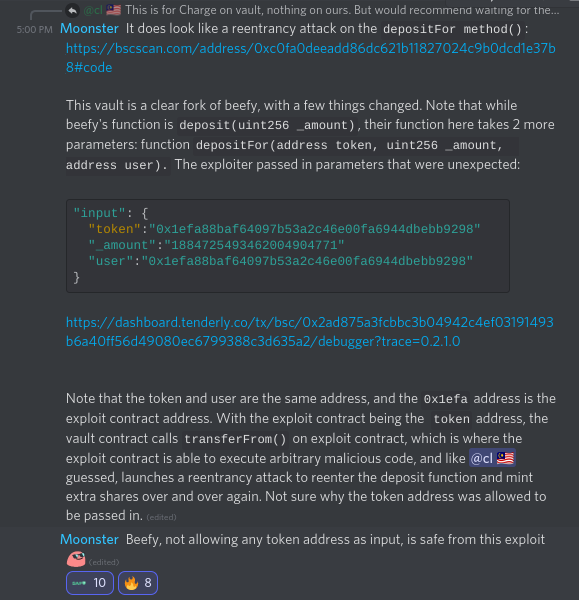 @cl This is for Charge on vault, nothing on ours. But would recommend waiting for the...
5:00 PM Moonster It does look like a reentrancy attack on the depositFor method():
https://bscscan.com/address/0xc0fa0deeadd86dc621b11827024c9b0dcd1e37b
8#code
This vault is a clear fork of beefy, with a few things changed. Note that while
beefy's function is deposit(uint256 _amount), their function here takes 2 more
parameters: function depositFor(address token, uint256 _amount,
address user). The exploiter passed in parameters that were unexpected:
"input": {
"token":"0x1efa88baf64097b53a2c46e00fa6944dbebb9298"
"_amount":"1884725493462004904771"
"user":"0x1efa88baf64097b53a2c46e00fa6944dbebb9298"
}
https://dashboard.tenderly.co/tx/bsc/0x2ad875a3fcbbc3b04942c4ef03191493
b6a40ff56d49080ec6799388c3d635a2/debugger?trace=0.2.1.0
Note that the token and user are the same address, and the 0x1efa address is the
exploit contract address. With the exploit contract being the token address, the
vault contract calls transferFrom() on exploit contract, which is where the
exploit contract is able to execute arbitrary malicious code, and like @cl
guessed, launches a reentrancy attack to reenter the deposit function and mint
extra shares over and over again. Not sure why the token address was allowed to
be passed in. (edited)
Moonster Beefy, not allowing any token address as input, is safe from this exploit
(edited)
10 8